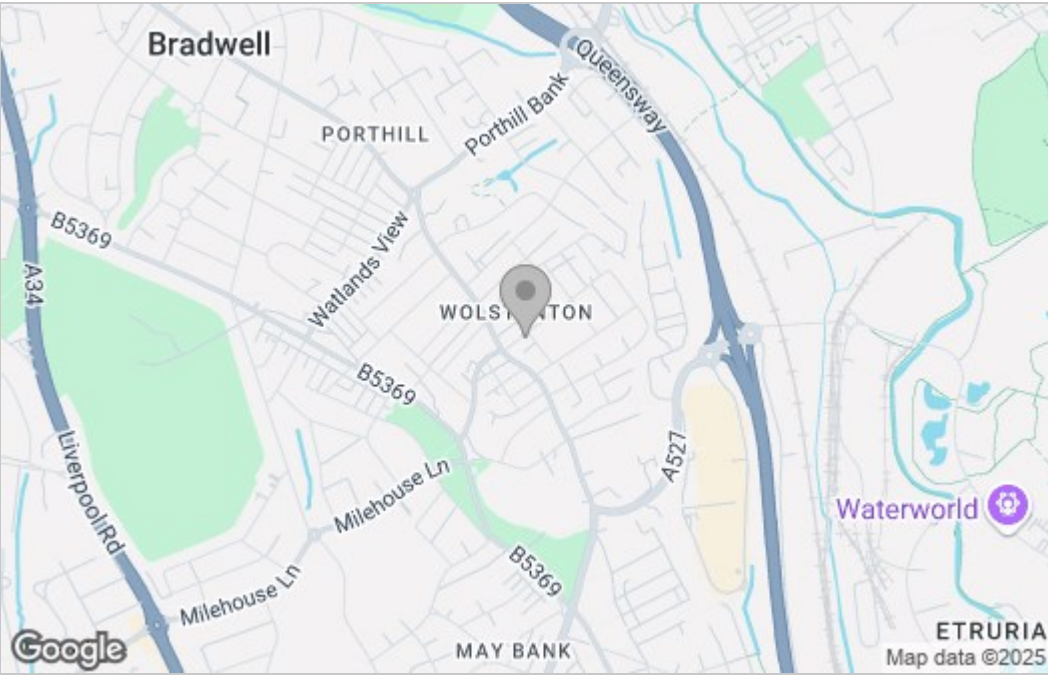 Bradwell
Queensway
Porthill Bank
PORTHILL
B5369
Watlands View
A34
WOLSTANTON
B5369
Liverpool Rd
A527
Milehouse Ln
Waterworld
B5369
Milehouse Ln
ETRURIA
MAY BANK
Google
Map data ©2025